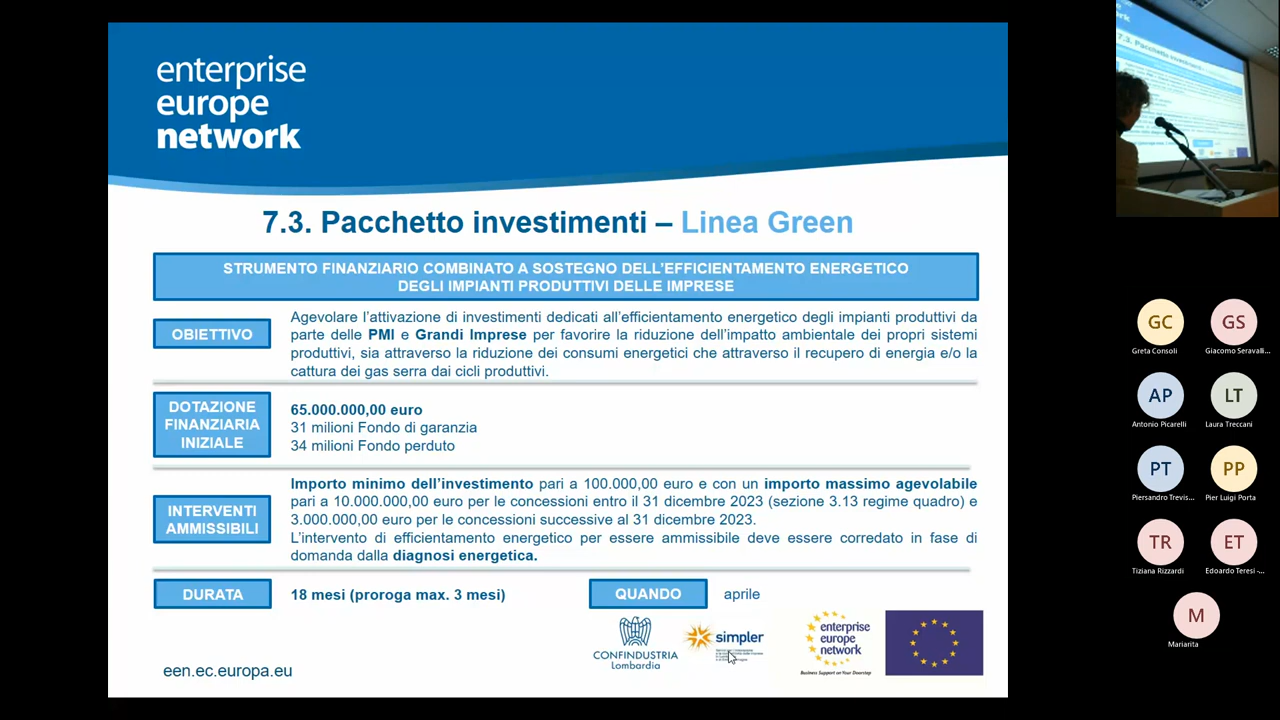 enterprise
europe
network
7.3. Pacchetto investimenti – Linea Green
STRUMENTO FINANZIARIO COMBINATO A SOSTEGNO DELL'EFFICIENTAMENTO ENERGETICO
DEGLI IMPIANTI PRODUTTIVI DELLE IMPRESE
OBIETTIVO
Agevolare l'attivazione di investimenti dedicati all'efficientamento energetico degli impianti produttivi da
parte delle PMI e Grandi Imprese per favorire la riduzione dell'impatto ambientale dei propri sistemi
produttivi, sia attraverso la riduzione dei consumi energetici che attraverso il recupero di energia e/o la
cattura dei gas serra dai cicli produttivi.
DOTAZIONE
FINANZIARIA
INIZIALE
65.000.000,00 euro
31 milioni Fondo di garanzia
34 milioni Fondo perduto
INTERVENTI
AMMISSIBILI
Importo minimo dell'investimento pari a 100.000,00 euro e con un importo massimo agevolabile
pari a 10.000.000,00 euro per le concessioni entro il 31 dicembre 2023 (sezione 3.13 regime quadro) e
3.000.000,00 euro per le concessioni successive al 31 dicembre 2023.
L'intervento di efficientamento energetico per essere ammissibile deve essere corredato in fase di
domanda dalla diagnosi energetica.
DURATA
18 mesi (proroga max. 3 mesi)
QUANDO
aprile
een.ec.europa.eu
CONFINDUSTRIA
Lombardia
simpler
enterprise
europe
network
Business Support on Your Doorstep
7.3. Pacchetto investimenti
GC
Greta Consoli
GS
Giacomo Seravalli...
AP
Antonio Picarelli
LT
Laura Treccani
PT
Piersandro Trevis...
PP
Pier Luigi Porta
TR
Tiziana Rizzardi
ET
Edoardo Teresi -...
M
Mariarita